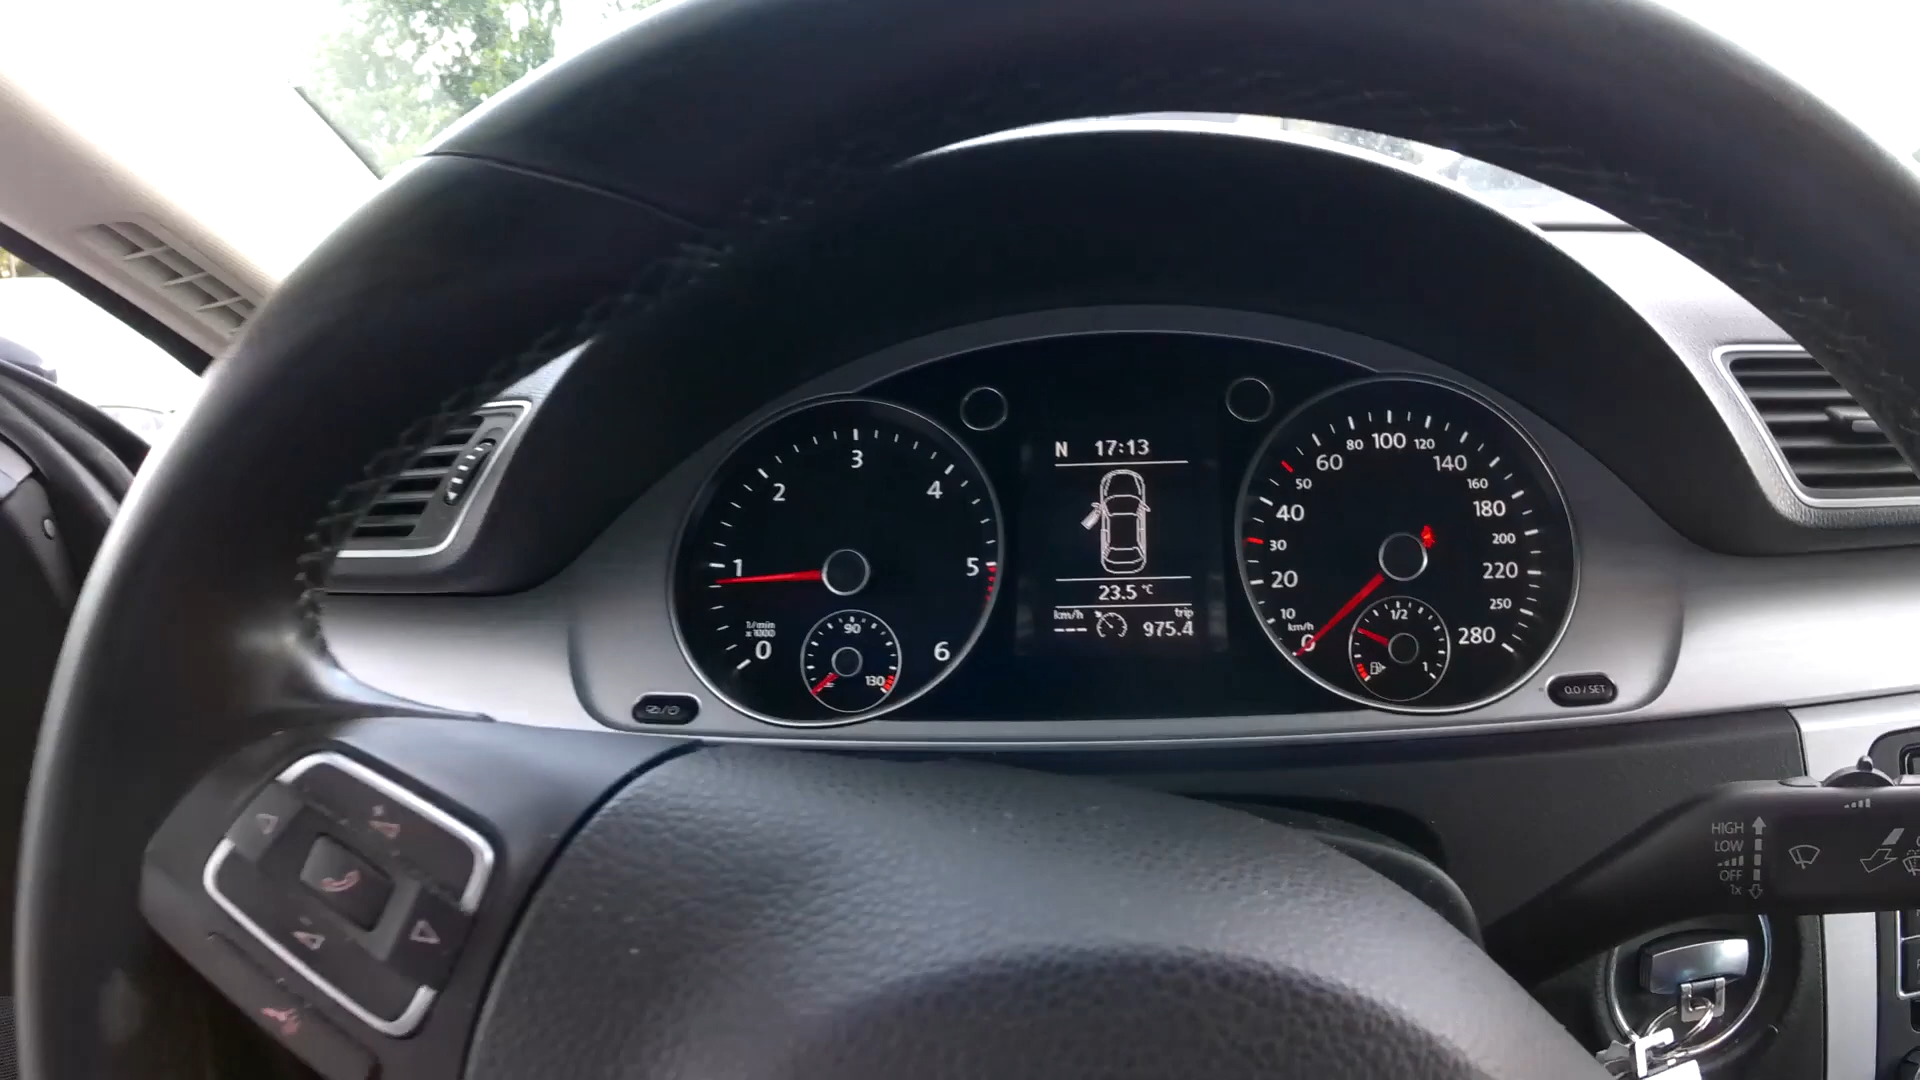 3
2
4
1
5
1/min
x 1000
0
6
90
130
N 17:13
23.5 °C
km/h trip
--- 975.4
80 100 120
60 140
50 160
40 180
30 200
20 220
10 250
km/h
0 280
1/2
1
0.0 / SET
HIGH
LOW
OFF
1x